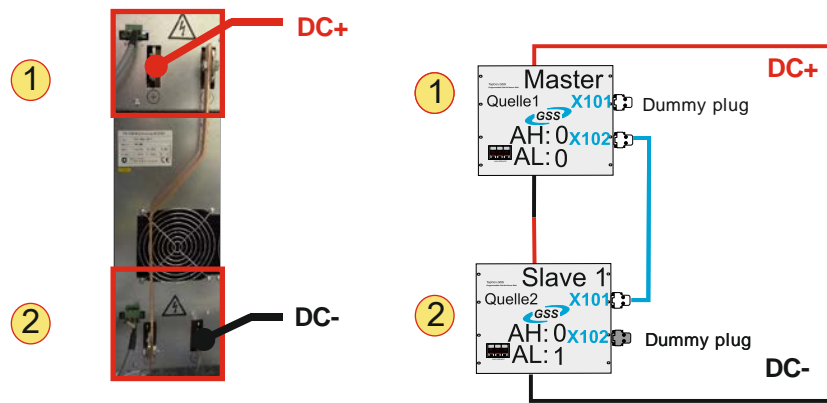 1
DC+
2
DC-
1
Master
Quelle1
X101
Dummy plug
GSS
AH: 0
X102
AL: 0
DC+
2
Slave 1
Quelle2
X101
GSS
AH: 0
X102
Dummy plug
AL: 1
DC-